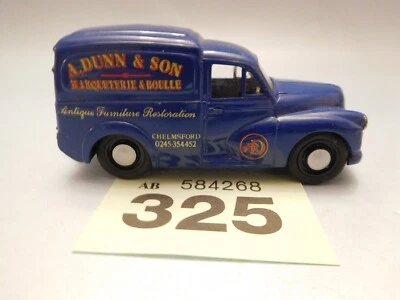 A. DUNN & SON
MARQUETERIE & BOULLE
Antique Furniture Restoration
CHELMSFORD
0245-354452
AB 584268
325